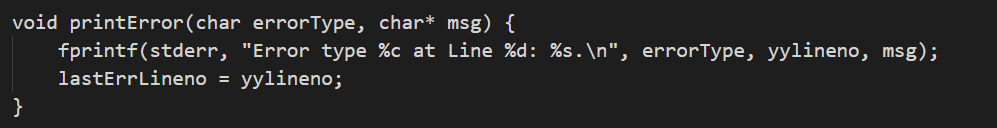 void printError(char errorType, char* msg) {
    fprintf(stderr, "Error type %c at Line %d: %s.\n", errorType, yylineno, msg);
    lastErrLineno = yylineno;
}